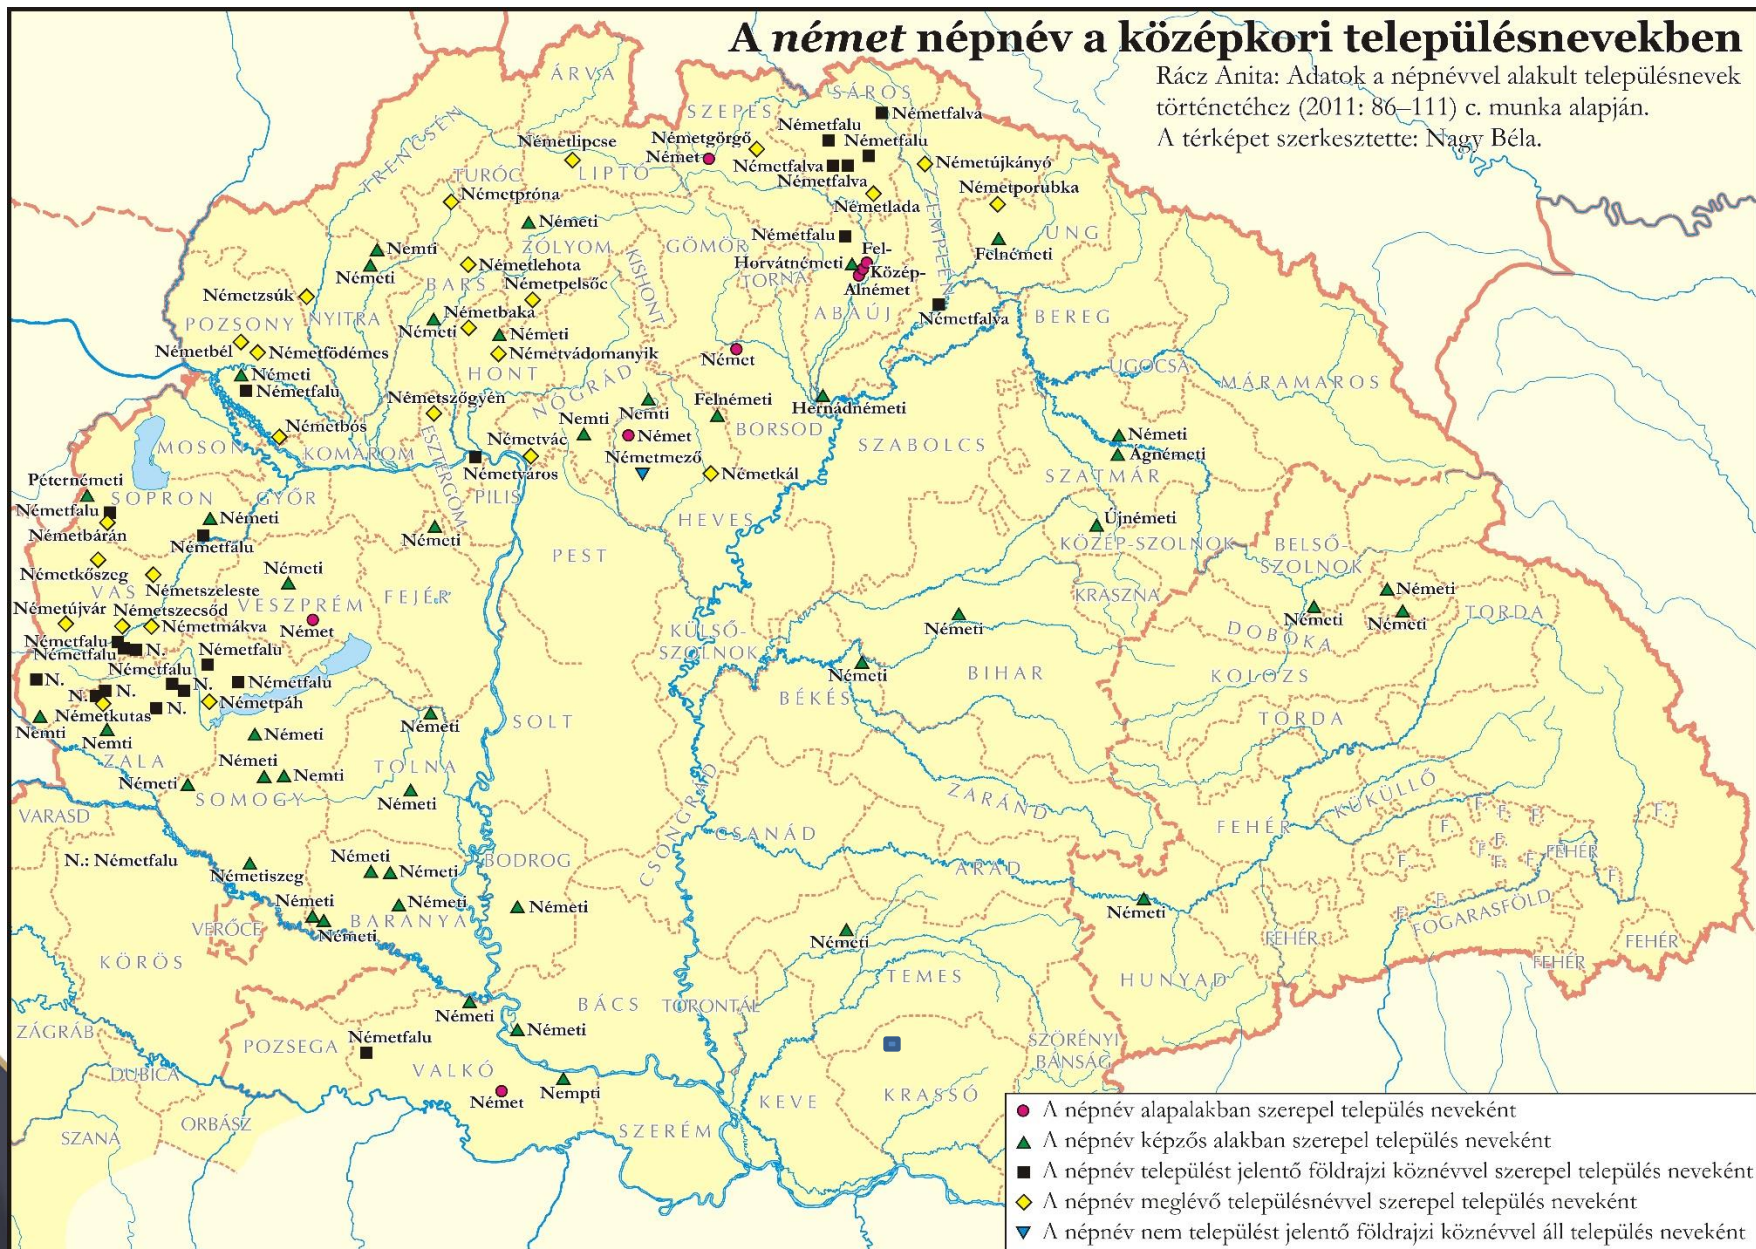 A német népnév a középkori településnevekben
Rácz Anita: Adatok a népnévvel alakult településnevek
történetéhez (2011: 86–111) c. munka alapján.
A térképet szerkesztette: Nagy Béla.
ÁRVA
SZEPES
SÁROS
TRENCSÉN
TURÓC
LIPTÓ
ZEMPLÉN
UNG
ZÓLYOM
GÖMÖR
KISHONT
TORNA
BARS
ABAÚJ
BEREG
POZSONY
NYITRA
HONT
NÓGRÁD
UGOCSA
MÁRAMAROS
BORSOD
SZABOLCS
MOSON
KOMÁROM
ESZTERGOM
SZATMÁR
SOPRON
GYŐR
PILIS
HEVES
PEST
KÖZÉP-SZOLNOK
BELSŐ-
SZOLNOK
VAS
VESZPRÉM
FEJÉR
KRASZNA
TORDA
KÜLSŐ-
SZOLNOK
DOBOKA
BIHAR
KOLOZS
BÉKÉS
SOLT
TORDA
ZALA
TOLNA
SOMOGY
CSONGRÁD
ZARÁND
KÜKÜLLŐ
VARASD
CSANÁD
FEHÉR
BODROG
ARAD
FEHÉR
F.
F.
F.
F.
F.
F.
F.
F.
F.
F.
F.
F.
F.
FOGARASFÖLD
VERŐCE
BARANYA
FEHÉR
FEHÉR
FEHÉR
KÖRÖS
TEMES
HUNYAD
BÁCS
TORONTÁL
ZÁGRÁB
POZSEGA
SZÖRÉNYI
BÁNSÁG
VALKÓ
DUBICA
KEVE
KRASSÓ
ORBÁSZ
SZANA
SZERÉM
Németfalva
Németfalu
Németfalu
Németgörgő
Németlipcse
Német
Németfalva
Németfalva
Németújkányó
Németporubka
Németlada
Németpróna
Németi
Németfalu
Nemti
Németi
Felnémeti
Fel-
Horvátnémeti
Közép-
Alnémet
Németlehota
Németpelsőc
Németzsúk
Németbaka
Németi
Németi
Németfalva
Németbél
Németfödémes
Németvádomanyik
Német
Németi
Németfalu
Németszőgyén
Nemti
Felnémeti
Hernádnémeti
Németbős
Németvác
Nemti
Német
Németi
Németváros
Németmező
Németkál
Ágnémeti
Péternémeti
Németfalu
Németi
Németbárán
Németfalu
Németi
Újnémeti
Németkőszeg
Németi
Németszeleste
Németi
Németi
Németi
Németújvár
Németszecsőd
Németmákva
Német
Németi
Németfalu
Németfalu
N.
Németfalu
Németfalu
Németi
N.
N.
N.
N.
Németfalu
Németpáh
N.
Németkutas
Nemti
Nemti
Németi
Németi
Németi
Nemti
Németi
Németi
N.: Németfalu
Németi
Németiszeg
Németi
Németi
Németi
Németi
Németi
Németi
Németi
Németi
Németi
Németfalu
Német
Nempti
A népnév alapalakban szerepel település neveként
A népnév képzős alakban szerepel település neveként
A népnév települést jelentő földrajzi köznévvel szerepel település neveként
A népnév meglévő településnévvel szerepel település neveként
A népnév nem települést jelentő földrajzi köznévvel áll település neveként